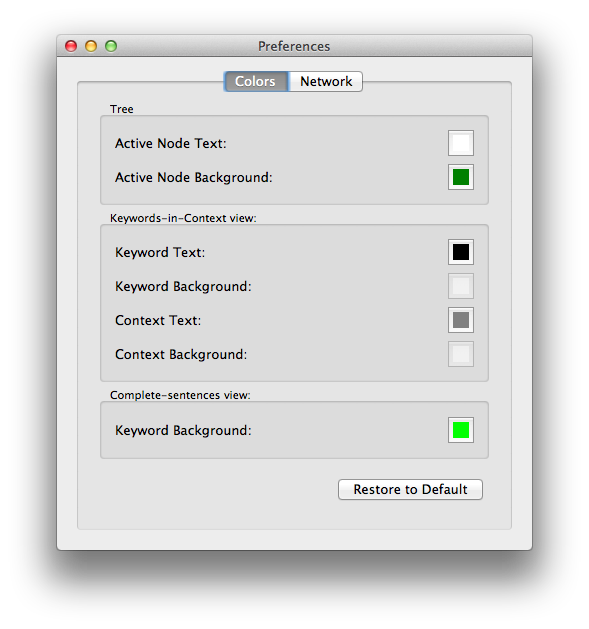 Preferences
Colors Network
Tree
Active Node Text:
Active Node Background:
Keywords-in-Context view:
Keyword Text:
Keyword Background:
Context Text:
Context Background:
Complete-sentences view:
Keyword Background:
Restore to Default